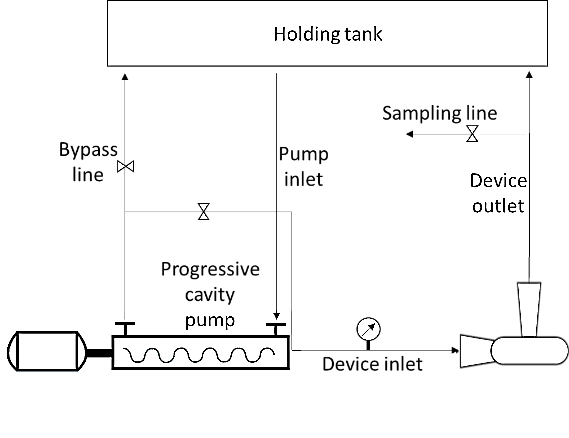 Holding tank
Sampling line
Bypass
line
Pump
inlet
Device
outlet
Progressive
cavity
pump
Device inlet